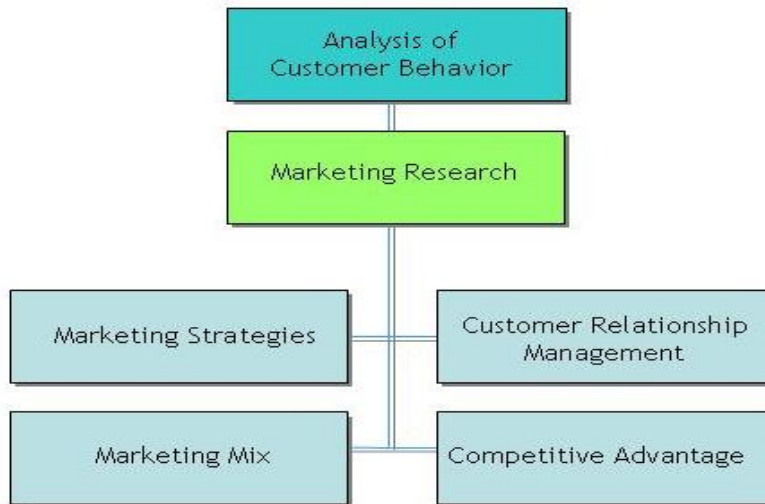 Analysis of
Customer Behavior
Marketing Research
Marketing Strategies
Customer Relationship
Management
Marketing Mix
Competitive Advantage